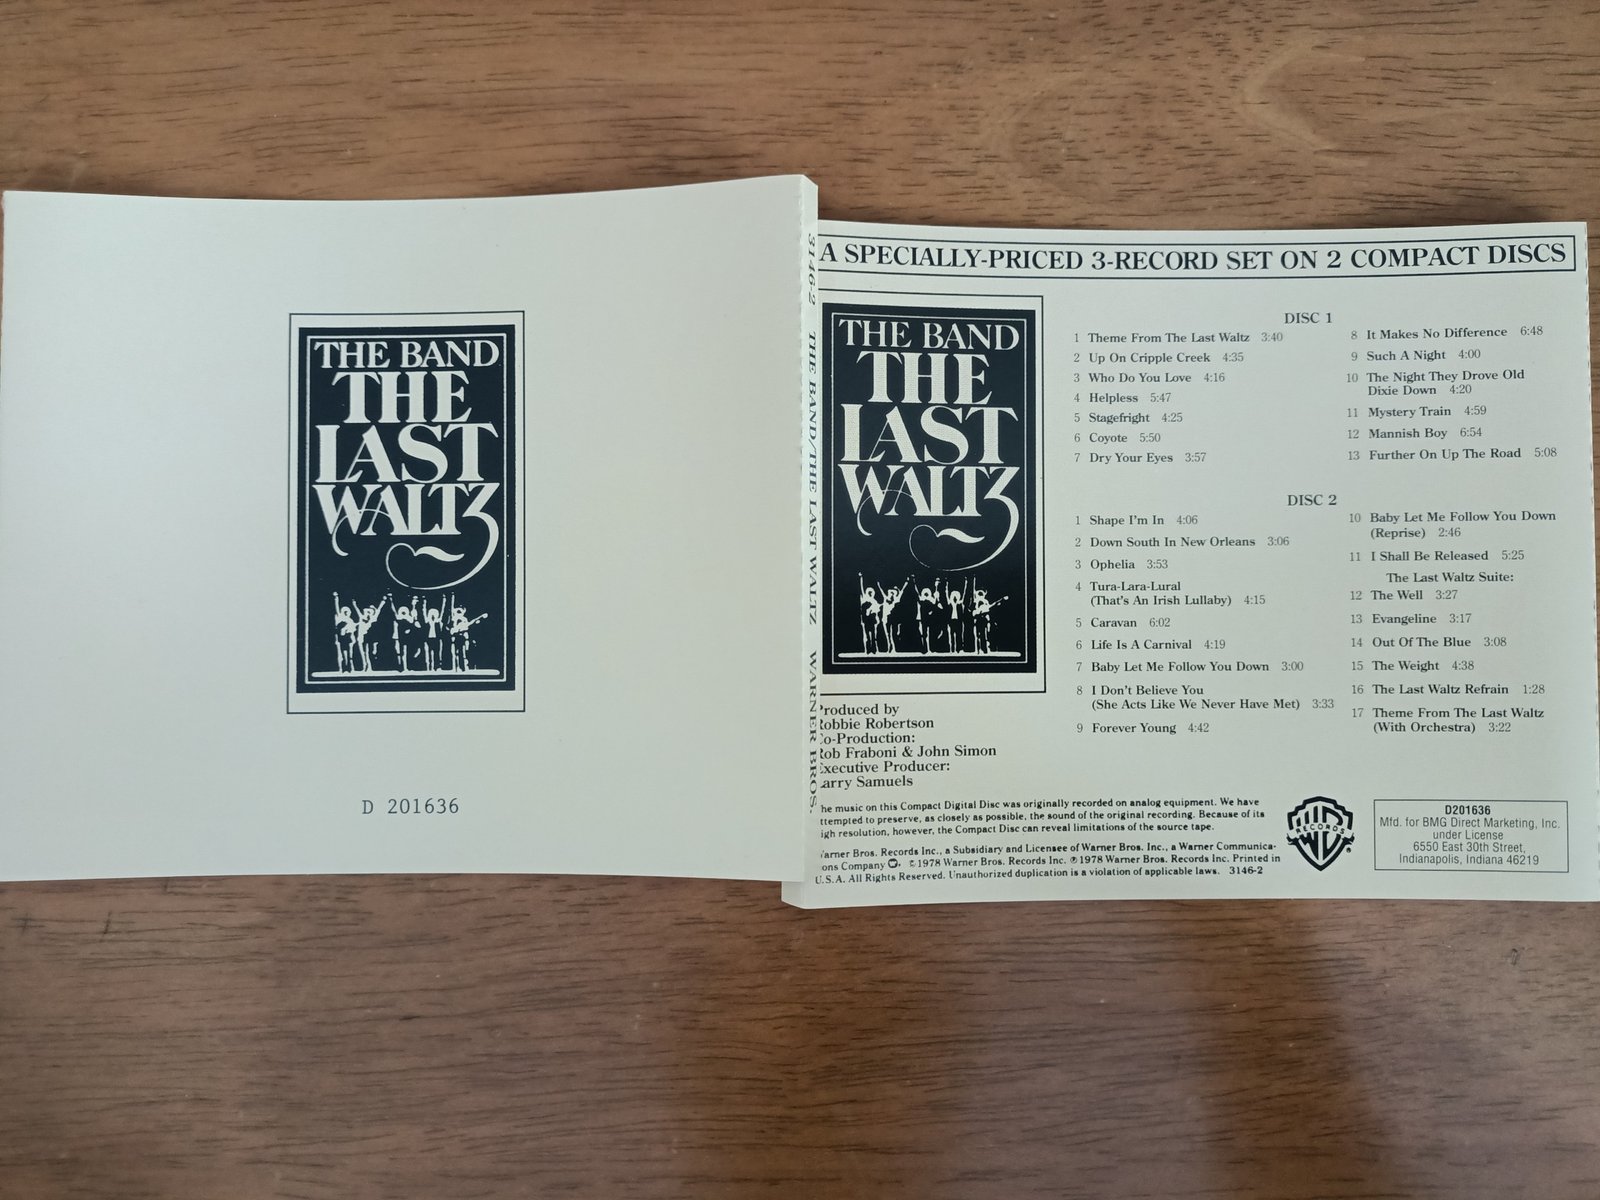 THE BAND
THE
LAST
WALTZ
D 201636
3146-2 THE BAND/THE LAST WALTZ WARNER BROS.
A SPECIALLY-PRICED 3-RECORD SET ON 2 COMPACT DISCS
THE BAND
THE
LAST
WALTZ
Produced by
Robbie Robertson
Co-Production:
Rob Fraboni & John Simon
Executive Producer:
Larry Samuels
DISC 1
1 Theme From The Last Waltz 3:40
2 Up On Cripple Creek 4:35
3 Who Do You Love 4:16
4 Helpless 5:47
5 Stagefright 4:25
6 Coyote 5:50
7 Dry Your Eyes 3:57
8 It Makes No Difference 6:48
9 Such A Night 4:00
10 The Night They Drove Old
Dixie Down 4:20
11 Mystery Train 4:59
12 Mannish Boy 6:54
13 Further On Up The Road 5:08
DISC 2
1 Shape I'm In 4:06
2 Down South In New Orleans 3:06
3 Ophelia 3:53
4 Tura-Lara-Lural
(That's An Irish Lullaby) 4:15
5 Caravan 6:02
6 Life Is A Carnival 4:19
7 Baby Let Me Follow You Down 3:00
8 I Don't Believe You
(She Acts Like We Never Have Met) 3:33
9 Forever Young 4:42
10 Baby Let Me Follow You Down
(Reprise) 2:46
11 I Shall Be Released 5:25
The Last Waltz Suite:
12 The Well 3:27
13 Evangeline 3:17
14 Out Of The Blue 3:08
15 The Weight 4:38
16 The Last Waltz Refrain 1:28
17 Theme From The Last Waltz
(With Orchestra) 3:22
he music on this Compact Digital Disc was originally recorded on analog equipment. We have
ttempted to preserve, as closely as possible, the sound of the original recording. Because of its
igh resolution, however, the Compact Disc can reveal limitations of the source tape.
arner Bros. Records Inc., a Subsidiary and Licensee of Warner Bros. Inc., a Warner Communica-
ons Company. © 1978 Warner Bros. Records Inc. ℗ 1978 Warner Bros. Records Inc. Printed in
U.S.A. All Rights Reserved. Unauthorized duplication is a violation of applicable laws. 3146-2
WB
RECORDS
®
D201636
Mfd. for BMG Direct Marketing, Inc.
under License
6550 East 30th Street,
Indianapolis, Indiana 46219